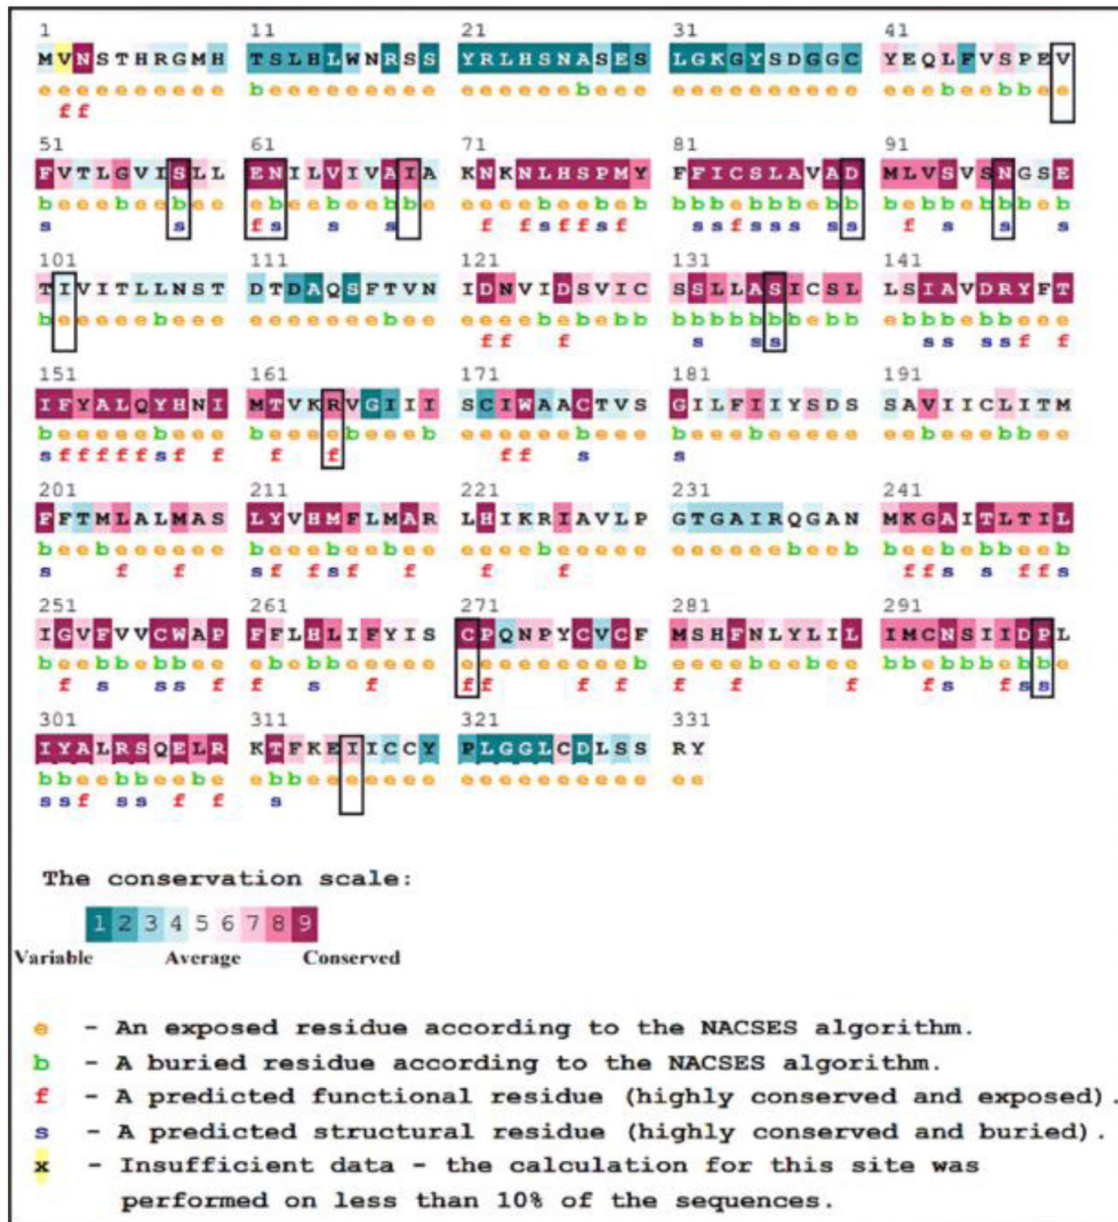 1 11 21 31 41
MVNSTHRGMH TSLHLWNRSS YRLHSNASES LGKGYSDGGC YEQLFVSPEV
eeeeeeeeee beeeeeeeee eeeeeebeee eeeeeeeeee eeebeebbee
ff
51 61 71 81 91
FVTLGVISLL ENILVIVAIA KNKNLHSPMY FFICSLAVAD MLVSVSNGSE
beeebeebee ebeebeebbe eeeebeebee bbbebbbbbb bebbebbbeb
s s fs s s f fsffsf ssfsss ss f s s s
101 111 121 131 141
TIVITLLNST DTDAQSFTVN IDNVIDSVIC SSLLASICSL LSIAVDRYFT
beeeeebeee eeeeeeebee eeeebebebb bbbbbbbebb ebbbebbeee
ff f s ss ss ssf f
151 161 171 181 191
IFYALQYHNI MTVKRVGIII SCIWAACTVS GILFIIYSDS SAVIICLITM
beeeeebeee beeeebeeeb eeeeeebeee beebeeeeee eebeeebbee
sfffffsf f f f ff s s
201 211 221 231 241
FFTMLALMAS LYVHMFLMAR LHIKRIAVLP GTGAIRQGAN MKGAITLTIL
beebeeeeee beeebeebee eeeebeeeee eeeeeebeeb beebebbeeb
s f f sf fsf f f f ffs s ffs
251 261 271 281 291
IGVFVVCWAP FFLHLIFYIS CPQNPYCVCF MSHFNLYLIL IMCNSIIDPL
beebbebbee eeebeeebee eeeeeeeeeb eeeebeebee bbebbbebbe
f s ss f f s f ff f f f f f fs fss
301 311 321 331
IYALRSQELR KTFKEIICCY PLGGLCDLSS RY
bbeebbeebe ebbeeeeeee eeeeeeeeee ee
ssf ss f f s
The conservation scale:
1 2 3 4 5 6 7 8 9
Variable Average Conserved
e - An exposed residue according to the NACSES algorithm.
b - A buried residue according to the NACSES algorithm.
f - A predicted functional residue (highly conserved and exposed).
s - A predicted structural residue (highly conserved and buried).
x - Insufficient data - the calculation for this site was
performed on less than 10% of the sequences.